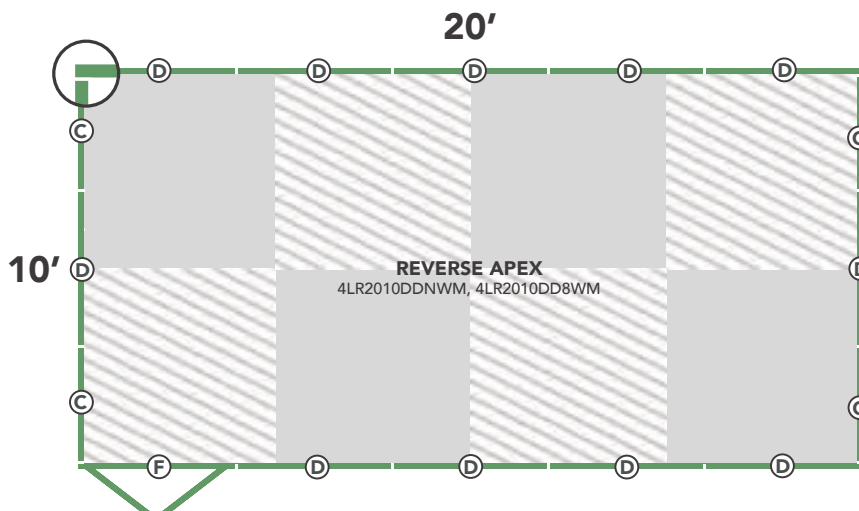 20′
D D D D D
C
10′ D
REVERSE APEX
4LR2010DDNWM, 4LR2010DD8WM
C
F D D D D